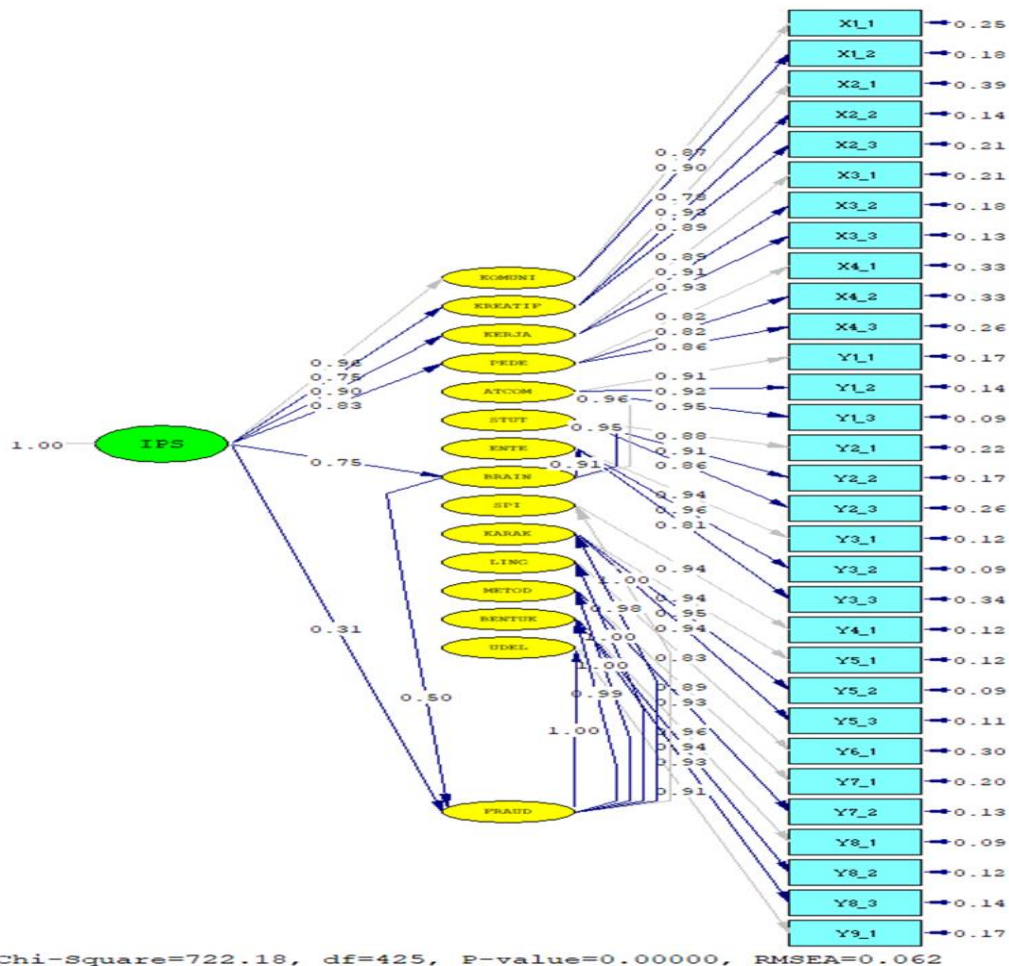 1.00
IPS
0.96
0.75
0.90
0.83
0.75
0.31
0.50
KOMUNI
KREATIF
KERJA
PEDE
ATCOM
STUT
ENTE
BRAIN
SPI
KARAK
LING
METOD
BENTUK
UDEL
FRAUD
0.96
0.95
0.91
1.00
0.98
1.00
1.00
0.99
1.00
0.87
0.90
0.78
0.93
0.89
0.89
0.91
0.93
0.82
0.82
0.86
0.91
0.92
0.95
0.88
0.91
0.86
0.94
0.96
0.81
0.94
0.94
0.95
0.94
0.83
0.89
0.93
0.96
0.94
0.93
0.91
X1_1 0.25
X1_2 0.18
X2_1 0.39
X2_2 0.14
X2_3 0.21
X3_1 0.21
X3_2 0.18
X3_3 0.13
X4_1 0.33
X4_2 0.33
X4_3 0.26
Y1_1 0.17
Y1_2 0.14
Y1_3 0.09
Y2_1 0.22
Y2_2 0.17
Y2_3 0.26
Y3_1 0.12
Y3_2 0.09
Y3_3 0.34
Y4_1 0.12
Y5_1 0.12
Y5_2 0.09
Y5_3 0.11
Y6_1 0.30
Y7_1 0.20
Y7_2 0.13
Y8_1 0.09
Y8_2 0.12
Y8_3 0.14
Y9_1 0.17
Chi-Square=722.18, df=425, P-value=0.00000, RMSEA=0.062